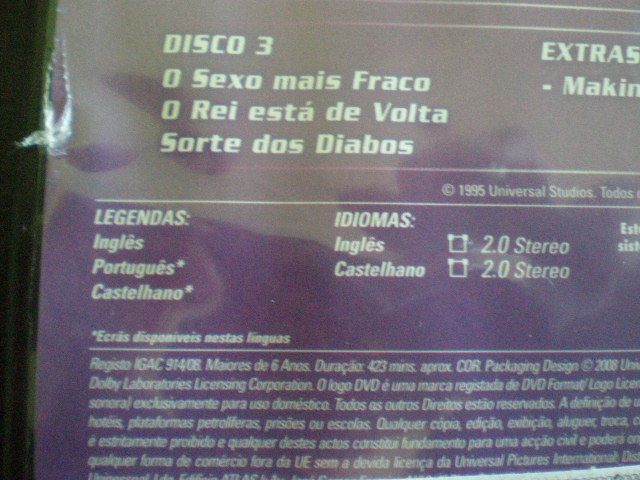 DISCO 3
O Sexo mais Fraco
O Rei está de Volta
Sorte dos Diabos
EXTRAS
- Makin
© 1995 Universal Studios. Todos
LEGENDAS:
Inglês
Português*
Castelhano*
IDIOMAS:
Inglês 2.0 Stereo
Castelhano 2.0 Stereo
*Ecrãs disponíveis nestas línguas
Registo IGAC 914/08. Maiores de 6 Anos. Duração: 423 mins. aprox. COR. Packaging Design © 2008 Univ
Dolby Laboratories Licensing Corporation. O logo DVD é uma marca registada de DVD Format/ Logo Licen
sonora) exclusivamente para uso doméstico. Todos os outros Direitos estão reservados. A definição de u
hotéis, plataformas petrolíferas, prisões ou escolas. Qualquer cópia, edição, exibição, aluguer, troca, c
é estritamente proibido e qualquer destes actos constitui fundamento para uma acção civil e poderá
qualquer forma de comércio fora da UE sem a devida licença da Universal Pictures International. Dist